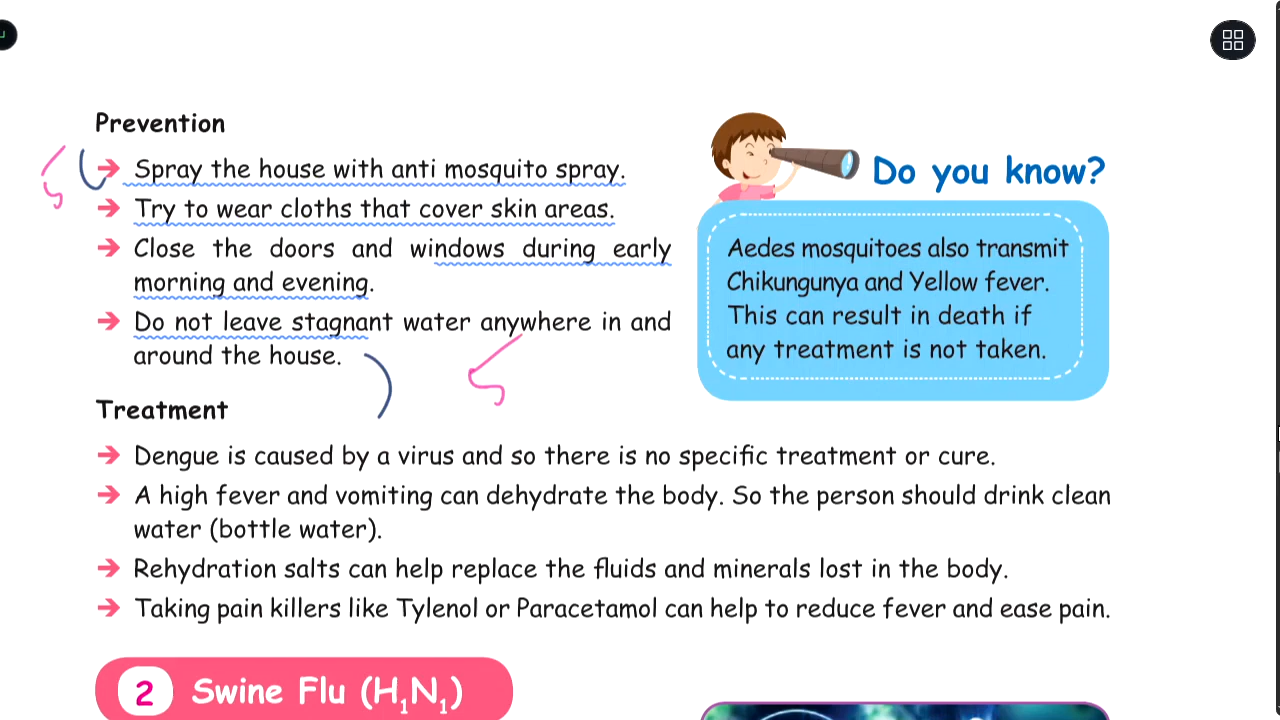 Prevention
➔ Spray the house with anti mosquito spray.
➔ Try to wear cloths that cover skin areas.
➔ Close the doors and windows during early
morning and evening.
➔ Do not leave stagnant water anywhere in and
around the house.
Do you know?
Aedes mosquitoes also transmit
Chikungunya and Yellow fever.
This can result in death if
any treatment is not taken.
Treatment
➔ Dengue is caused by a virus and so there is no specific treatment or cure.
➔ A high fever and vomiting can dehydrate the body. So the person should drink clean
water (bottle water).
➔ Rehydration salts can help replace the fluids and minerals lost in the body.
➔ Taking pain killers like Tylenol or Paracetamol can help to reduce fever and ease pain.
2 Swine Flu (H₁N₁)